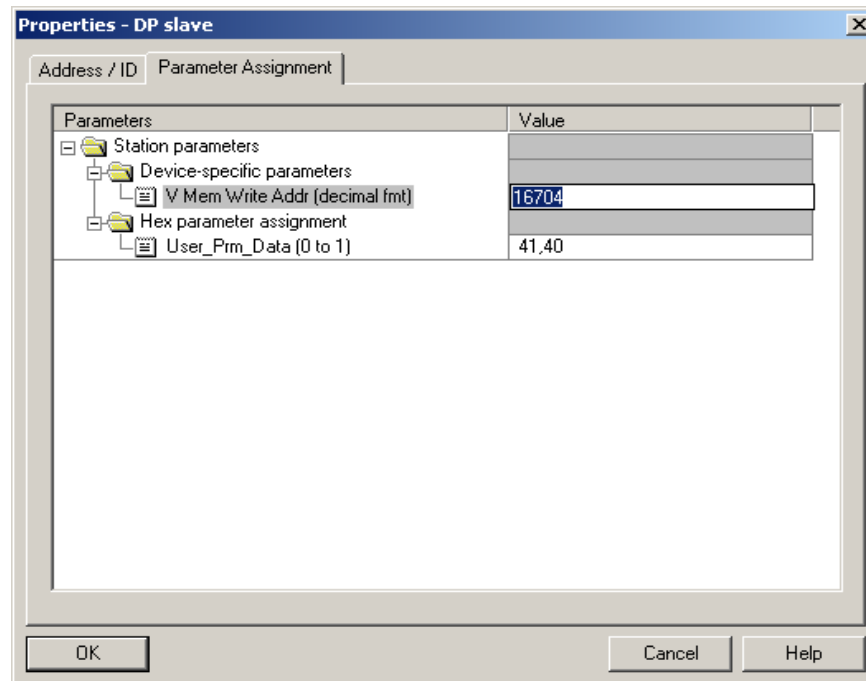 Properties - DP slave
Address / ID Parameter Assignment
Parameters Value
Station parameters
Device-specific parameters
V Mem Write Addr (decimal fmt) 16704
Hex parameter assignment
User_Prm_Data (0 to 1) 41,40
OK Cancel Help